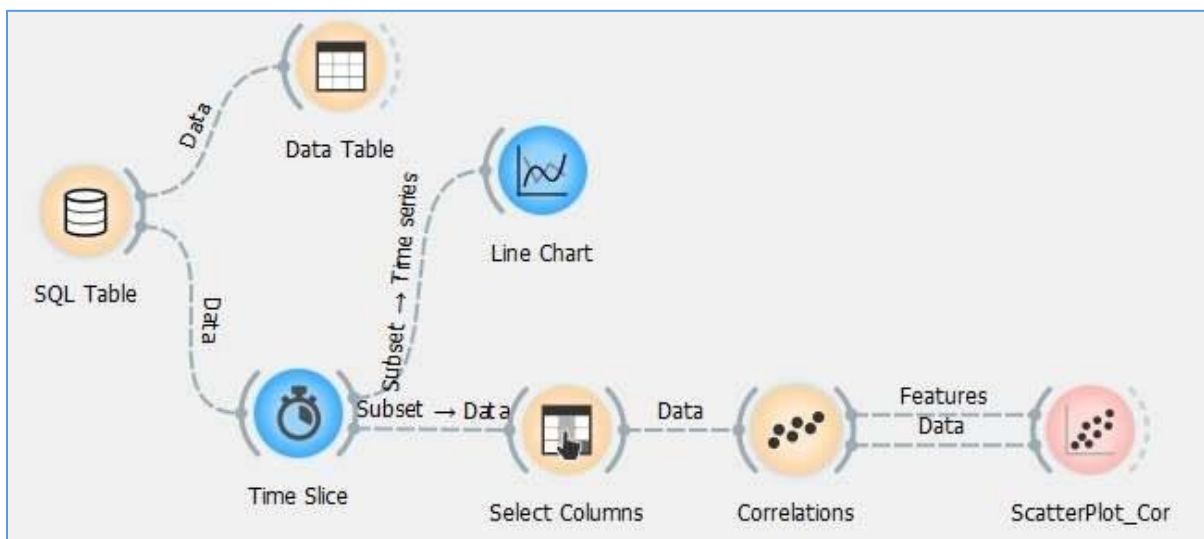 Data
Data Table
Subset → Time series
Line Chart
SQL Table
Data
Subset → Data
Data
Features
Data
Time Slice
Select Columns
Correlations
ScatterPlot_Cor